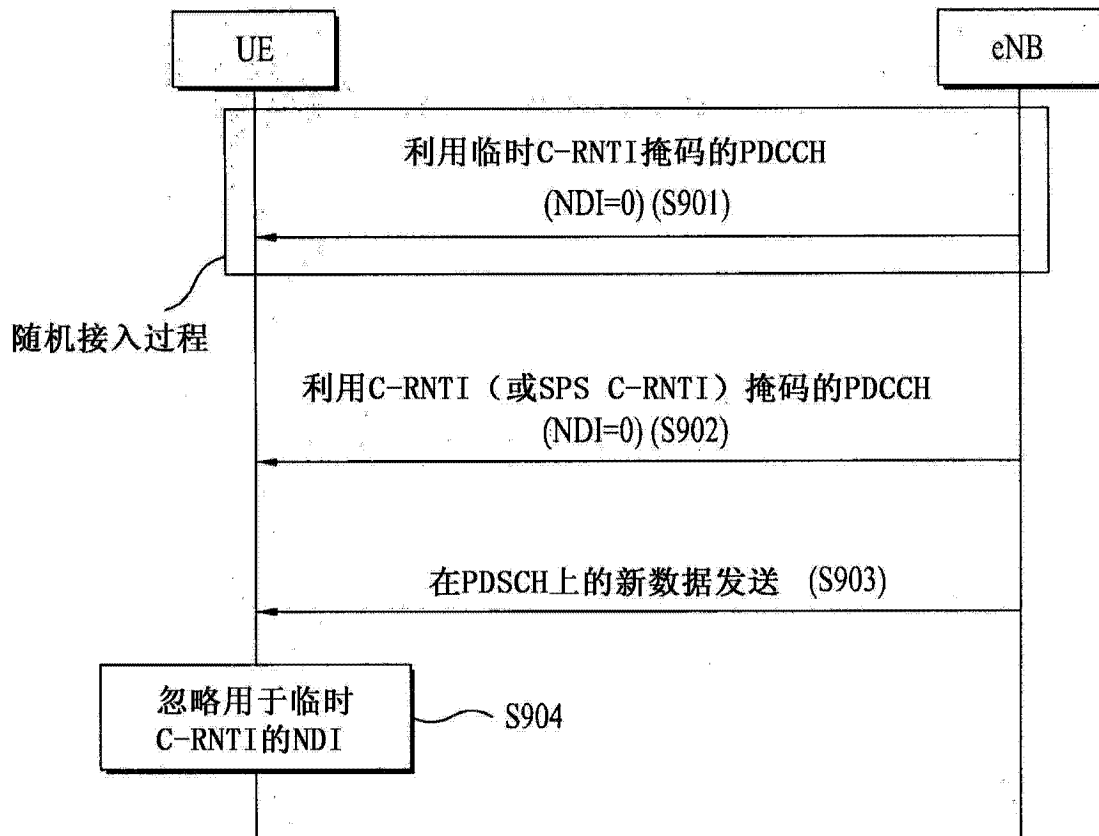 UE
eNB
利用临时C-RNTI掩码的PDCCH
(NDI=0) (S901)
随机接入过程
利用C-RNTI（或SPS C-RNTI）掩码的PDCCH
(NDI=0) (S902)
在PDSCH上的新数据发送 (S903)
忽略用于临时
C-RNTI的NDI
S904